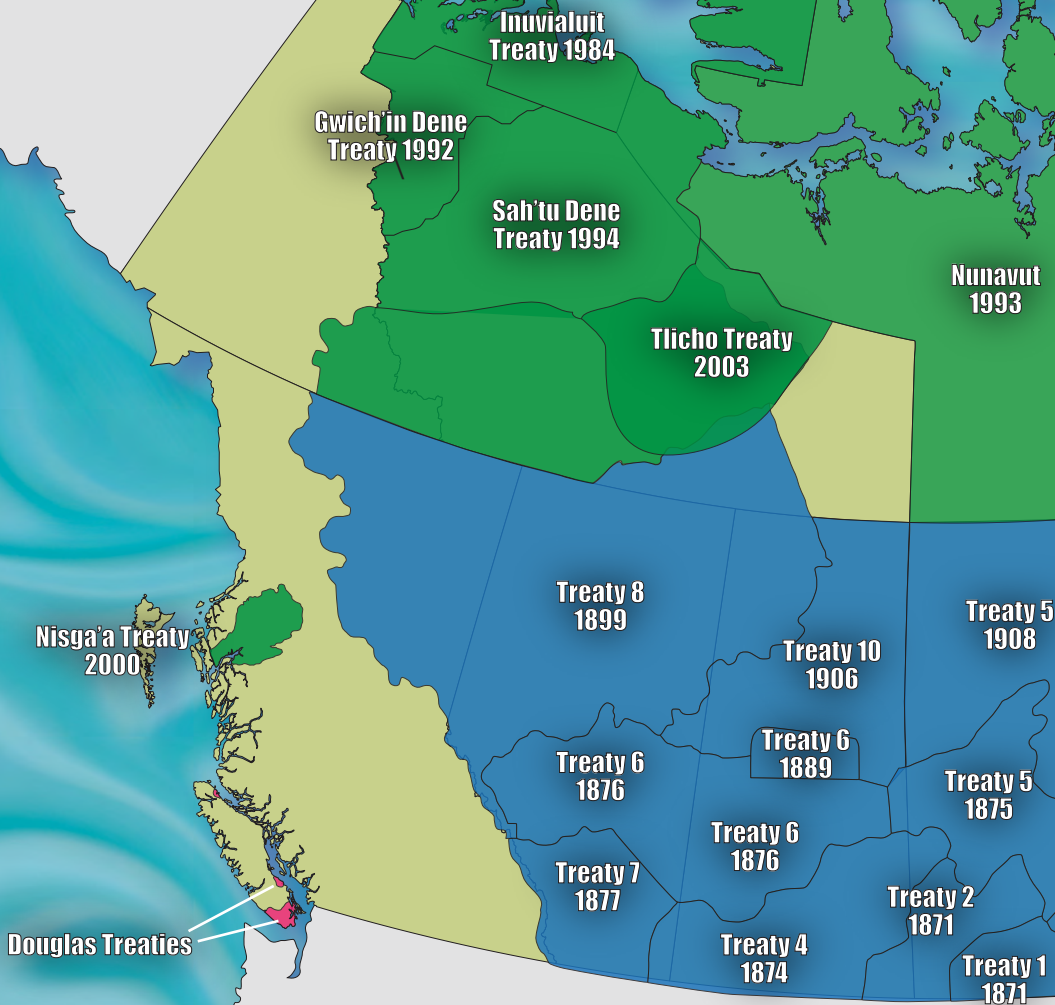 Inuvialuit
Treaty 1984
Gwich'in Dene
Treaty 1992
Sah'tu Dene
Treaty 1994
Nunavut
1993
Tlicho Treaty
2003
Treaty 8
1899
Treaty 5
1908
Nisga'a Treaty
2000
Treaty 10
1906
Treaty 6
1889
Treaty 6
1876
Treaty 5
1875
Treaty 6
1876
Treaty 7
1877
Treaty 2
1871
Douglas Treaties
Treaty 4
1874
Treaty 1
1871